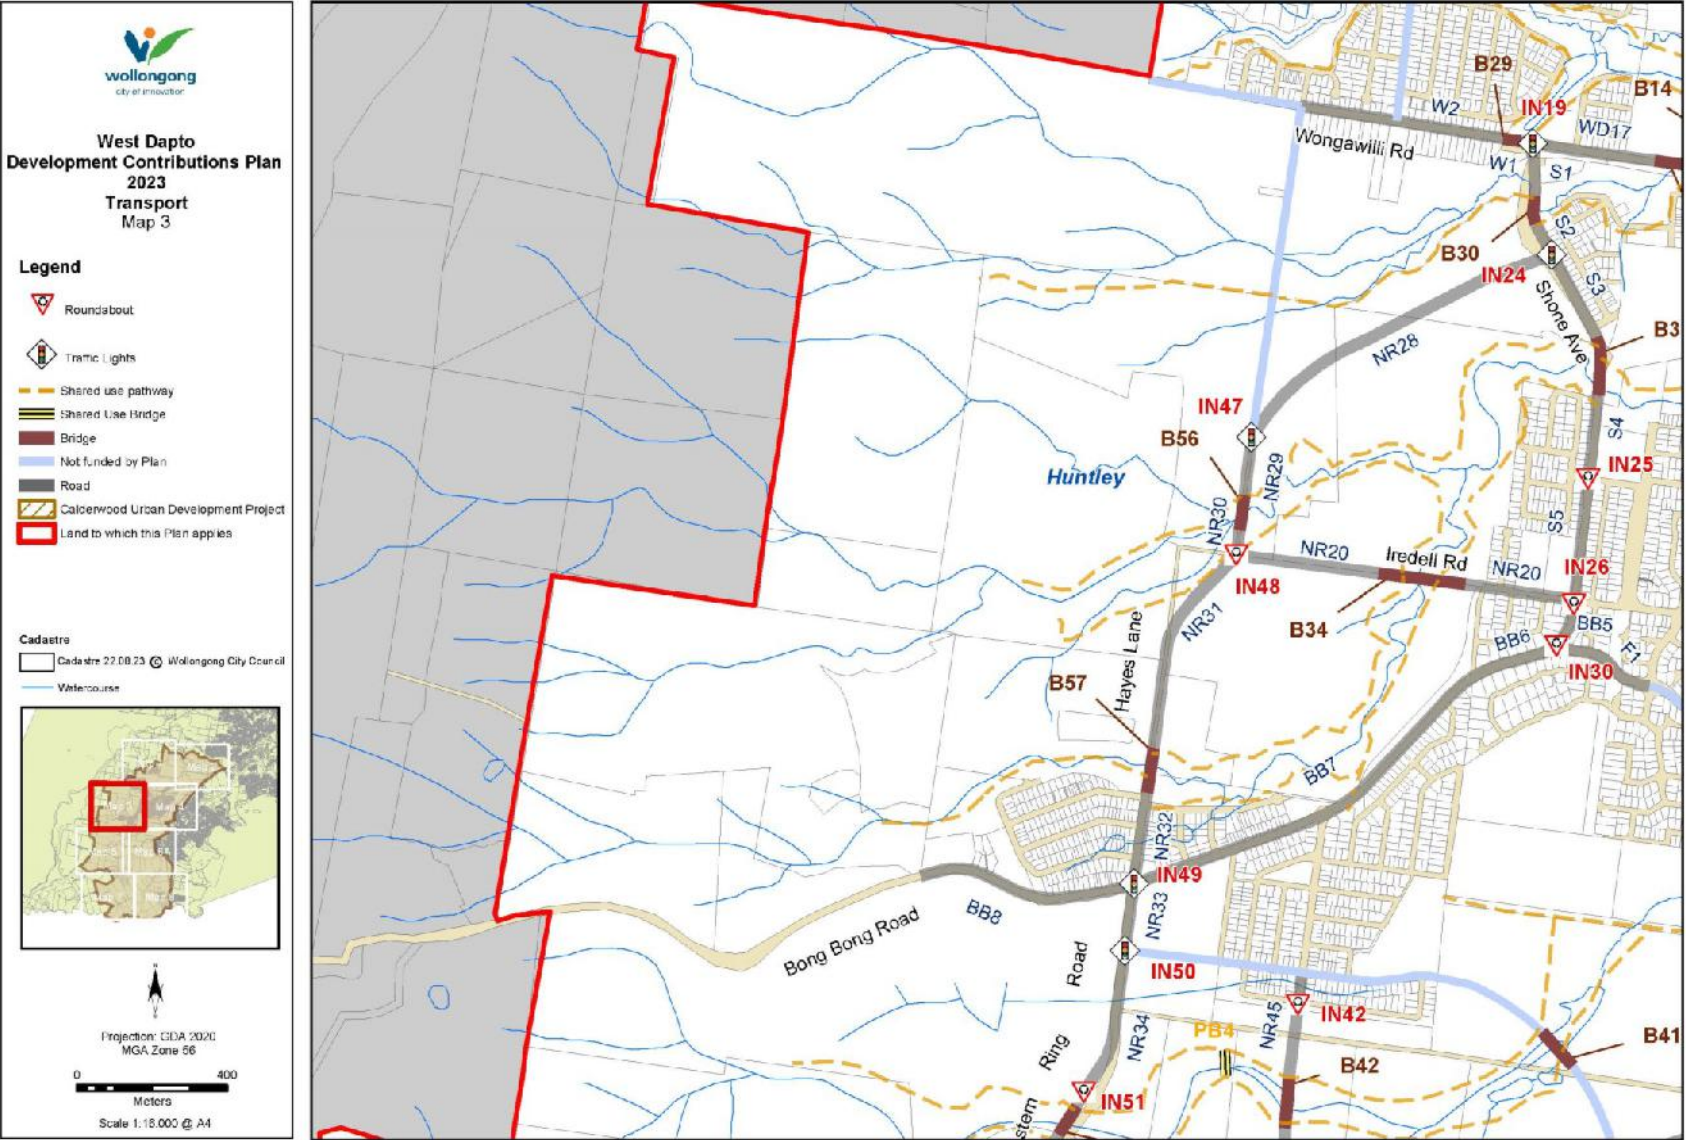 wollongong
city of innovation
West Dapto
Development Contributions Plan
2023
Transport
Map 3
Legend
Roundabout
Traffic Lights
Shared use pathway
Shared Use Bridge
Bridge
Not funded by Plan
Road
Calderwood Urban Development Project
Land to which this Plan applies
Cadastre
Cadastre 22.08.23 © Wollongong City Council
Watercourse
Projection: GDA 2020
MGA Zone 56
0 400
Meters
Scale 1:16,000 @ A4
B29
B14
W2
IN19
WD17
Wongawilli Rd
W1
S1
S2
B30
IN24
S3
Shone Ave
B3
NR28
IN47
B56
S4
Huntley
NR29
IN25
NR30
S5
NR20
Iredell Rd
NR20
IN26
IN48
NR31
B34
BB6
BB5
F1
Hayes Lane
IN30
B57
BB7
NR32
IN49
BB8
NR33
Bong Bong Road
Road
IN50
IN42
NR34
NR45
PB4
B41
Ring
B42
IN51
stern